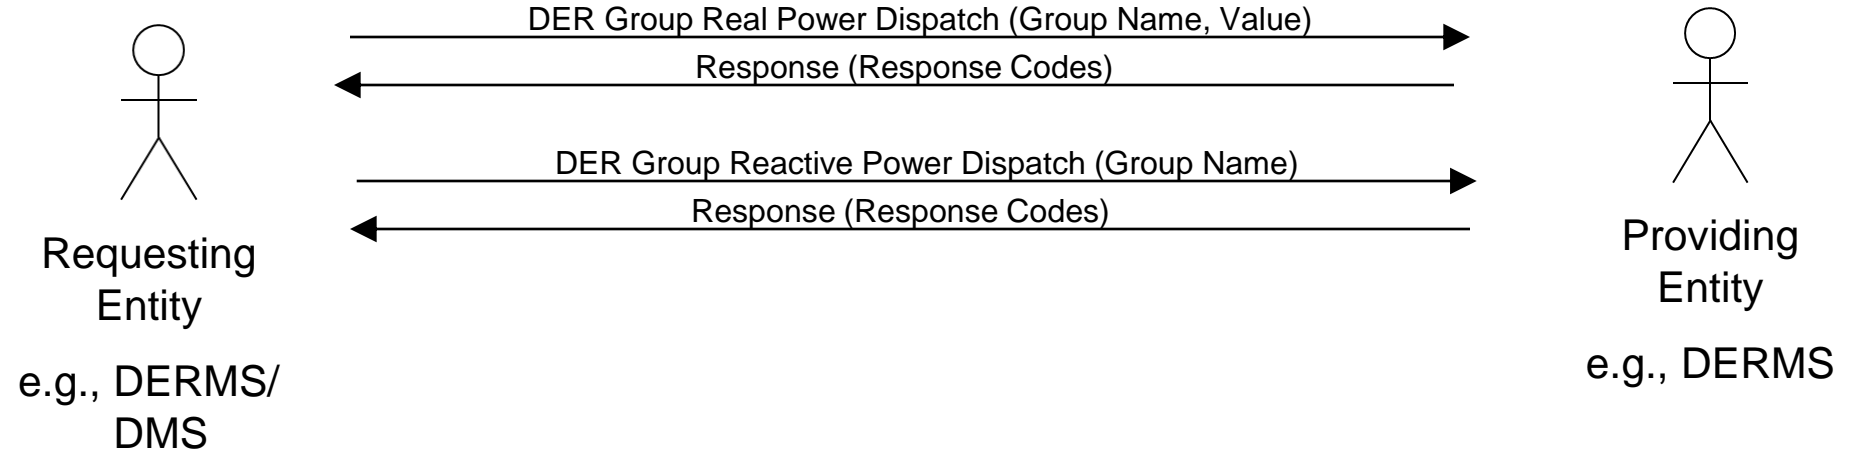 DER Group Real Power Dispatch (Group Name, Value)
Response (Response Codes)
DER Group Reactive Power Dispatch (Group Name)
Response (Response Codes)
Requesting
Entity
e.g., DERMS/
DMS
Providing
Entity
e.g., DERMS